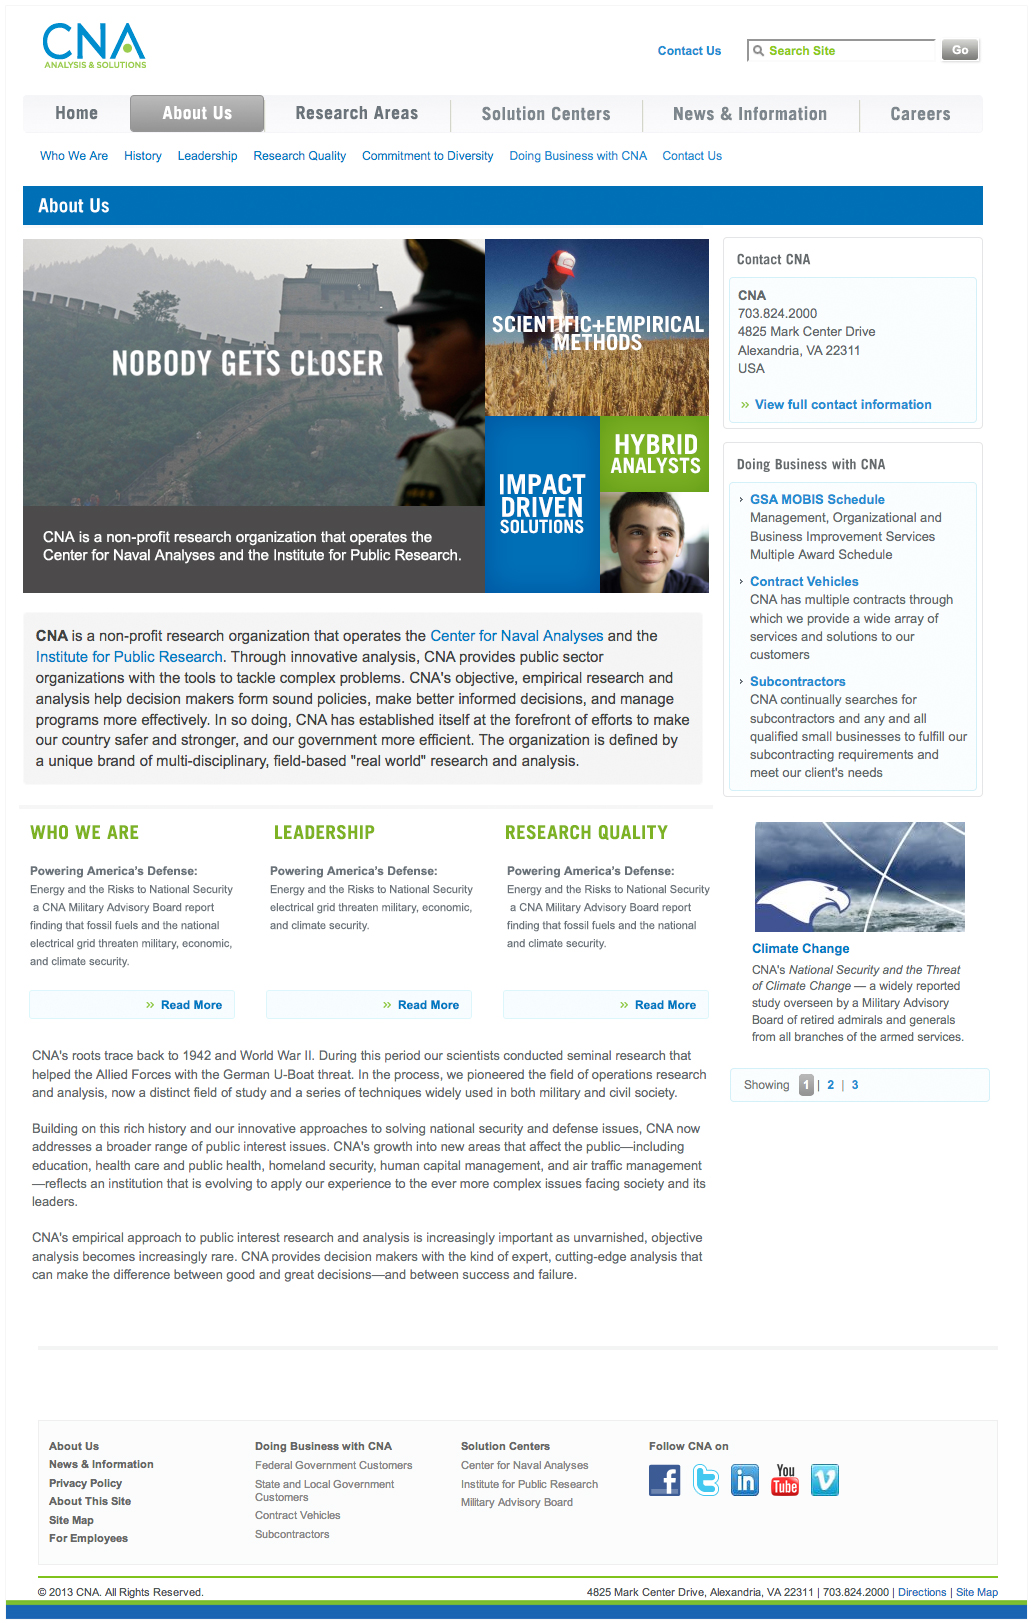 CNA
ANALYSIS & SOLUTIONS
Contact Us
Search Site
Go
Home
About Us
Research Areas
Solution Centers
News & Information
Careers
Who We Are
History
Leadership
Research Quality
Commitment to Diversity
Doing Business with CNA
Contact Us
About Us
NOBODY GETS CLOSER
CNA is a non-profit research organization that operates the
Center for Naval Analyses and the Institute for Public Research.
SCIENTIFIC+EMPIRICAL
METHODS
IMPACT
DRIVEN
SOLUTIONS
HYBRID
ANALYSTS
CNA is a non-profit research organization that operates the Center for Naval Analyses and the
Institute for Public Research. Through innovative analysis, CNA provides public sector
organizations with the tools to tackle complex problems. CNA's objective, empirical research and
analysis help decision makers form sound policies, make better informed decisions, and manage
programs more effectively. In so doing, CNA has established itself at the forefront of efforts to make
our country safer and stronger, and our government more efficient. The organization is defined by
a unique brand of multi-disciplinary, field-based "real world" research and analysis.
WHO WE ARE
Powering America's Defense:
Energy and the Risks to National Security
a CNA Military Advisory Board report
finding that fossil fuels and the national
electrical grid threaten military, economic,
and climate security.
Read More
LEADERSHIP
Powering America's Defense:
Energy and the Risks to National Security
electrical grid threaten military, economic,
and climate security.
Read More
RESEARCH QUALITY
Powering America's Defense:
Energy and the Risks to National Security
a CNA Military Advisory Board report
finding that fossil fuels and the national
and climate security.
Read More
CNA's roots trace back to 1942 and World War II. During this period our scientists conducted seminal research that
helped the Allied Forces with the German U-Boat threat. In the process, we pioneered the field of operations research
and analysis, now a distinct field of study and a series of techniques widely used in both military and civil society.
Building on this rich history and our innovative approaches to solving national security and defense issues, CNA now
addresses a broader range of public interest issues. CNA's growth into new areas that affect the public—including
education, health care and public health, homeland security, human capital management, and air traffic management
—reflects an institution that is evolving to apply our experience to the ever more complex issues facing society and its
leaders.
CNA's empirical approach to public interest research and analysis is increasingly important as unvarnished, objective
analysis becomes increasingly rare. CNA provides decision makers with the kind of expert, cutting-edge analysis that
can make the difference between good and great decisions—and between success and failure.
Contact CNA
CNA
703.824.2000
4825 Mark Center Drive
Alexandria, VA 22311
USA
View full contact information
Doing Business with CNA
GSA MOBIS Schedule
Management, Organizational and
Business Improvement Services
Multiple Award Schedule
Contract Vehicles
CNA has multiple contracts through
which we provide a wide array of
services and solutions to our
customers
Subcontractors
CNA continually searches for
subcontractors and any and all
qualified small businesses to fulfill our
subcontracting requirements and
meet our client's needs
Climate Change
CNA's National Security and the Threat
of Climate Change — a widely reported
study overseen by a Military Advisory
Board of retired admirals and generals
from all branches of the armed services.
Showing 1 | 2 | 3
About Us
News & Information
Privacy Policy
About This Site
Site Map
For Employees
Doing Business with CNA
Federal Government Customers
State and Local Government
Customers
Contract Vehicles
Subcontractors
Solution Centers
Center for Naval Analyses
Institute for Public Research
Military Advisory Board
Follow CNA on
f
t
in
You
Tube
v
© 2013 CNA. All Rights Reserved.
4825 Mark Center Drive, Alexandria, VA 22311 | 703.824.2000 | Directions | Site Map